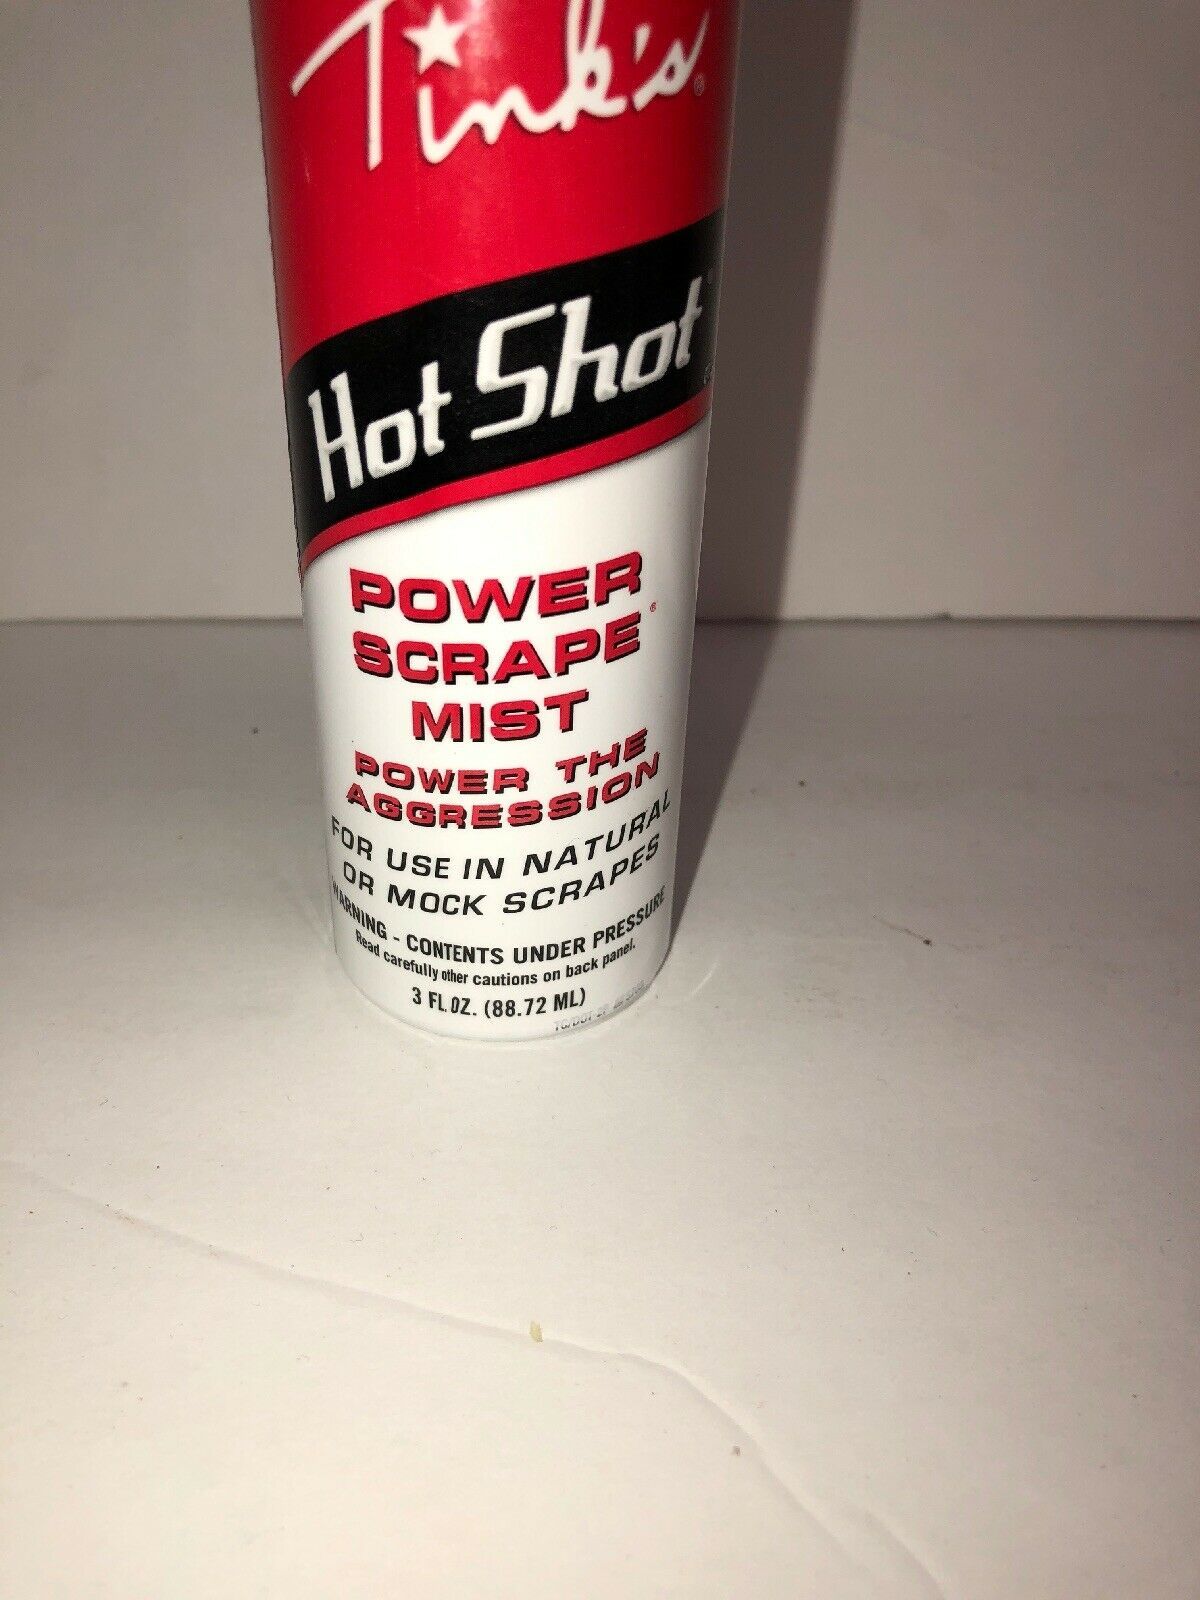 Tink's®
Hot Shot
POWER
SCRAPE®
MIST
POWER THE
AGGRESSION
FOR USE IN NATURAL
OR MOCK SCRAPES
WARNING - CONTENTS UNDER PRESSURE
Read carefully other cautions on back panel.
3 FL.OZ. (88.72 ML)